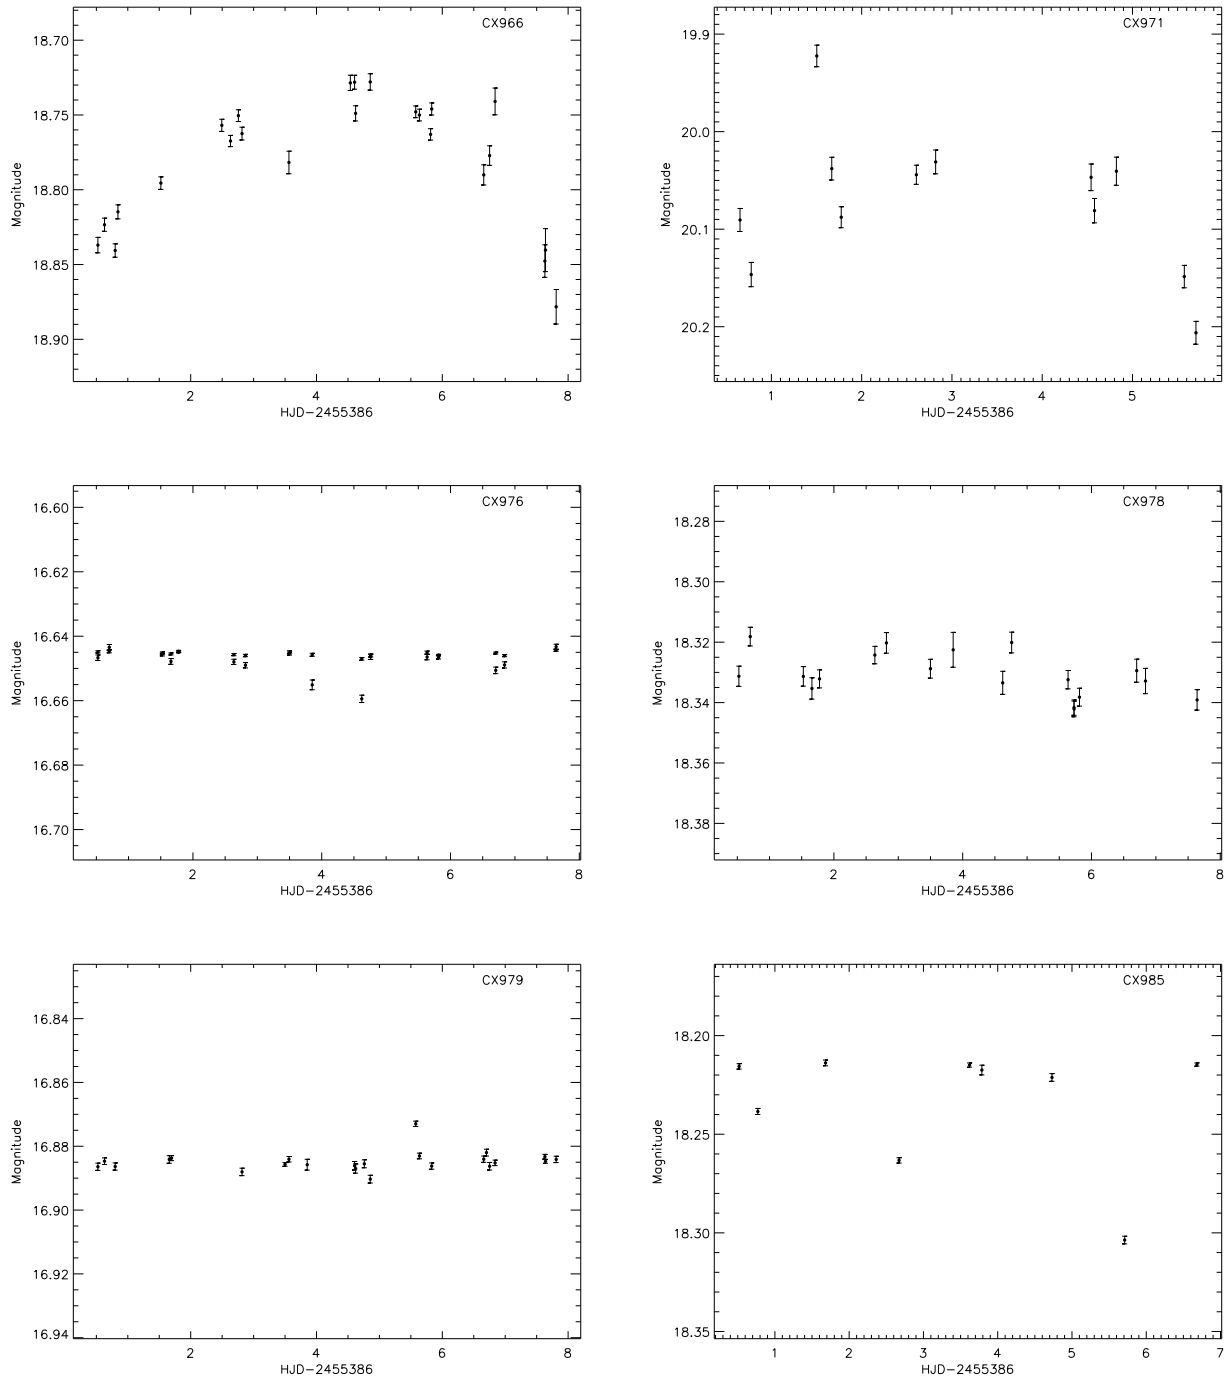 CX966
18.70
18.75
18.80
18.85
18.90
Magnitude
2 4 6 8
HJD-2455386
CX971
19.9
20.0
20.1
20.2
Magnitude
1 2 3 4 5
HJD-2455386
CX976
16.60
16.62
16.64
16.66
16.68
16.70
Magnitude
2 4 6 8
HJD-2455386
CX978
18.28
18.30
18.32
18.34
18.36
18.38
Magnitude
2 4 6 8
HJD-2455386
CX979
16.84
16.86
16.88
16.90
16.92
16.94
Magnitude
2 4 6 8
HJD-2455386
CX985
18.20
18.25
18.30
18.35
Magnitude
1 2 3 4 5 6 7
HJD-2455386